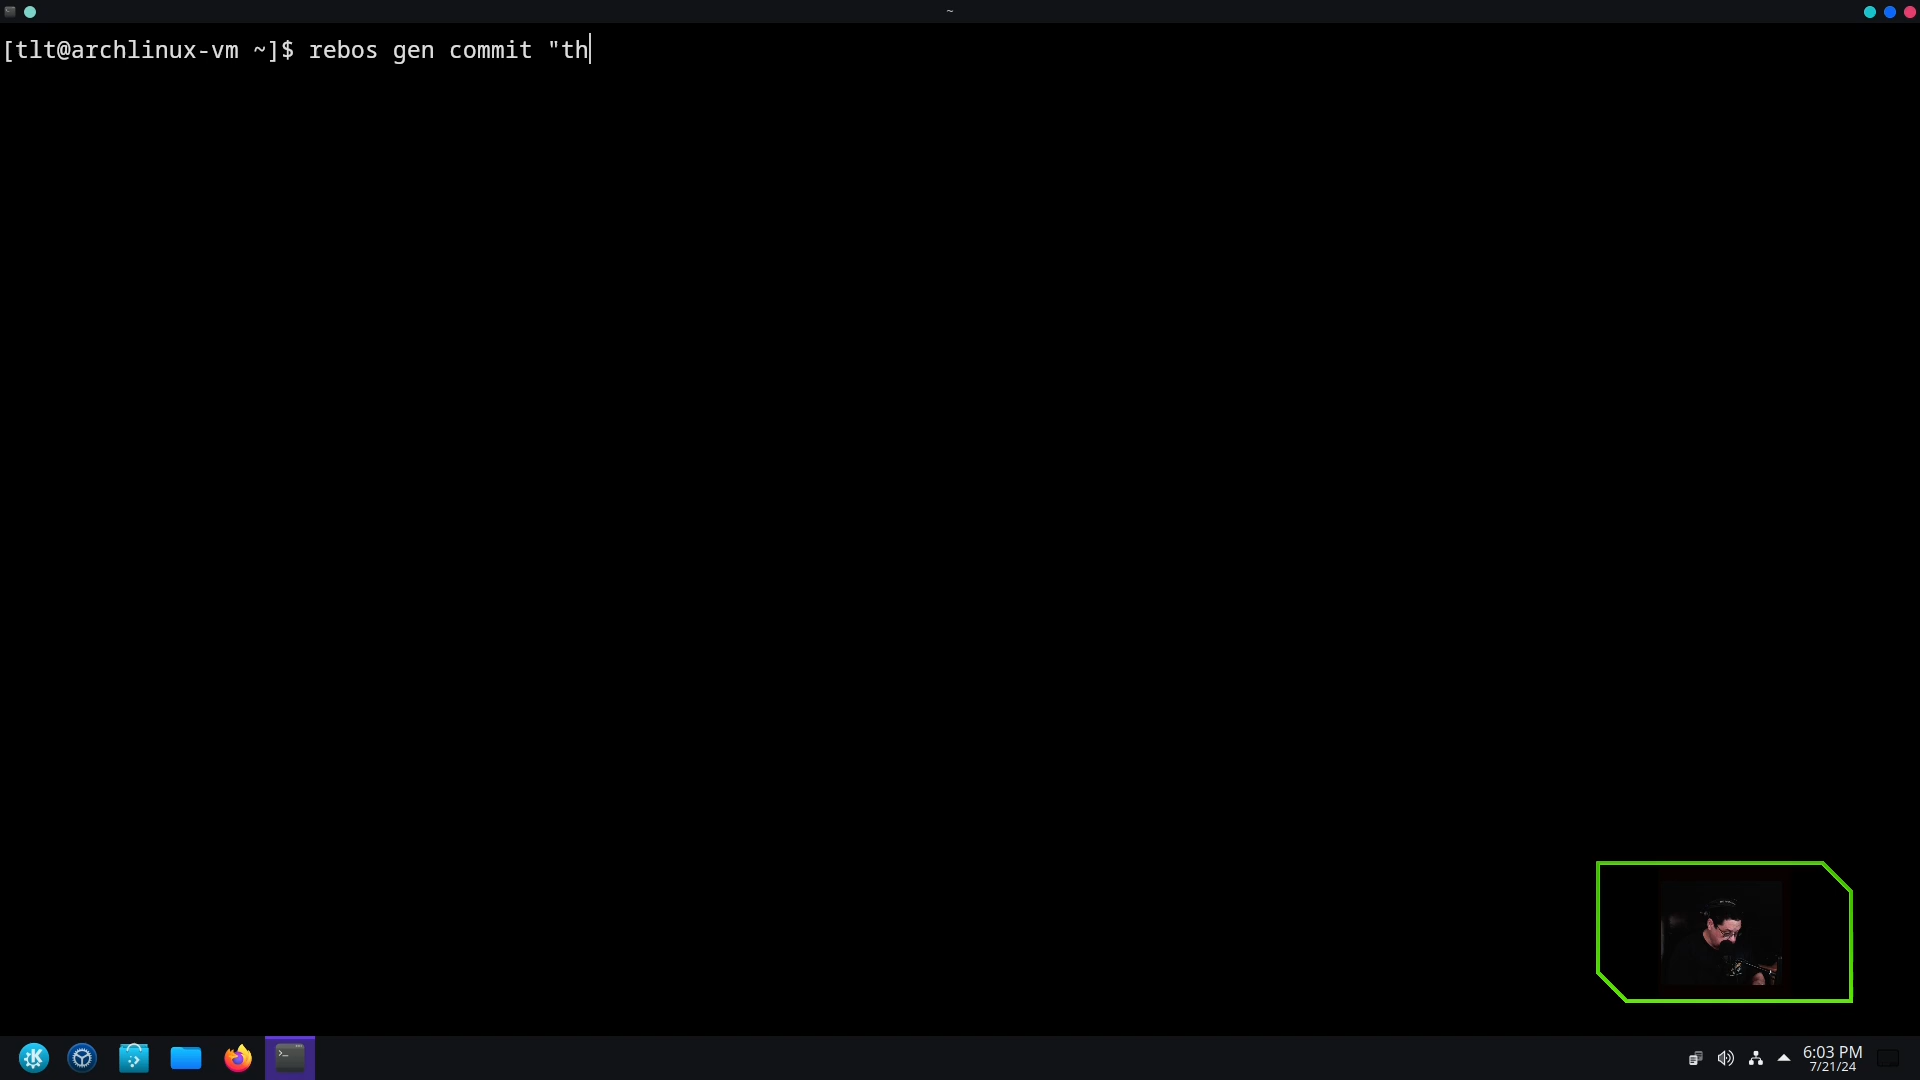 ~
[tlt@archlinux-vm ~]$ rebos gen commit "th
6:03 PM
7/21/24